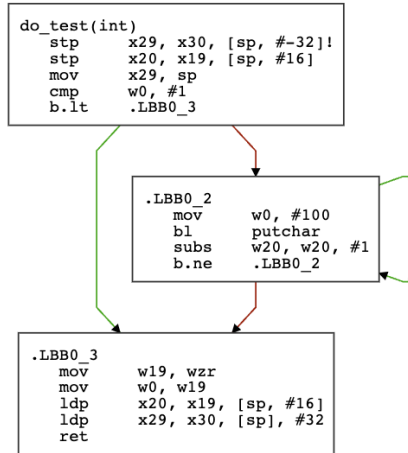 do_test(int)
stp x29, x30, [sp, #-32]!
stp x20, x19, [sp, #16]
mov x29, sp
cmp w0, #1
b.lt .LBB0_3
.LBB0_2
mov w0, #100
bl putchar
subs w20, w20, #1
b.ne .LBB0_2
.LBB0_3
mov w19, wzr
mov w0, w19
ldp x20, x19, [sp, #16]
ldp x29, x30, [sp], #32
ret